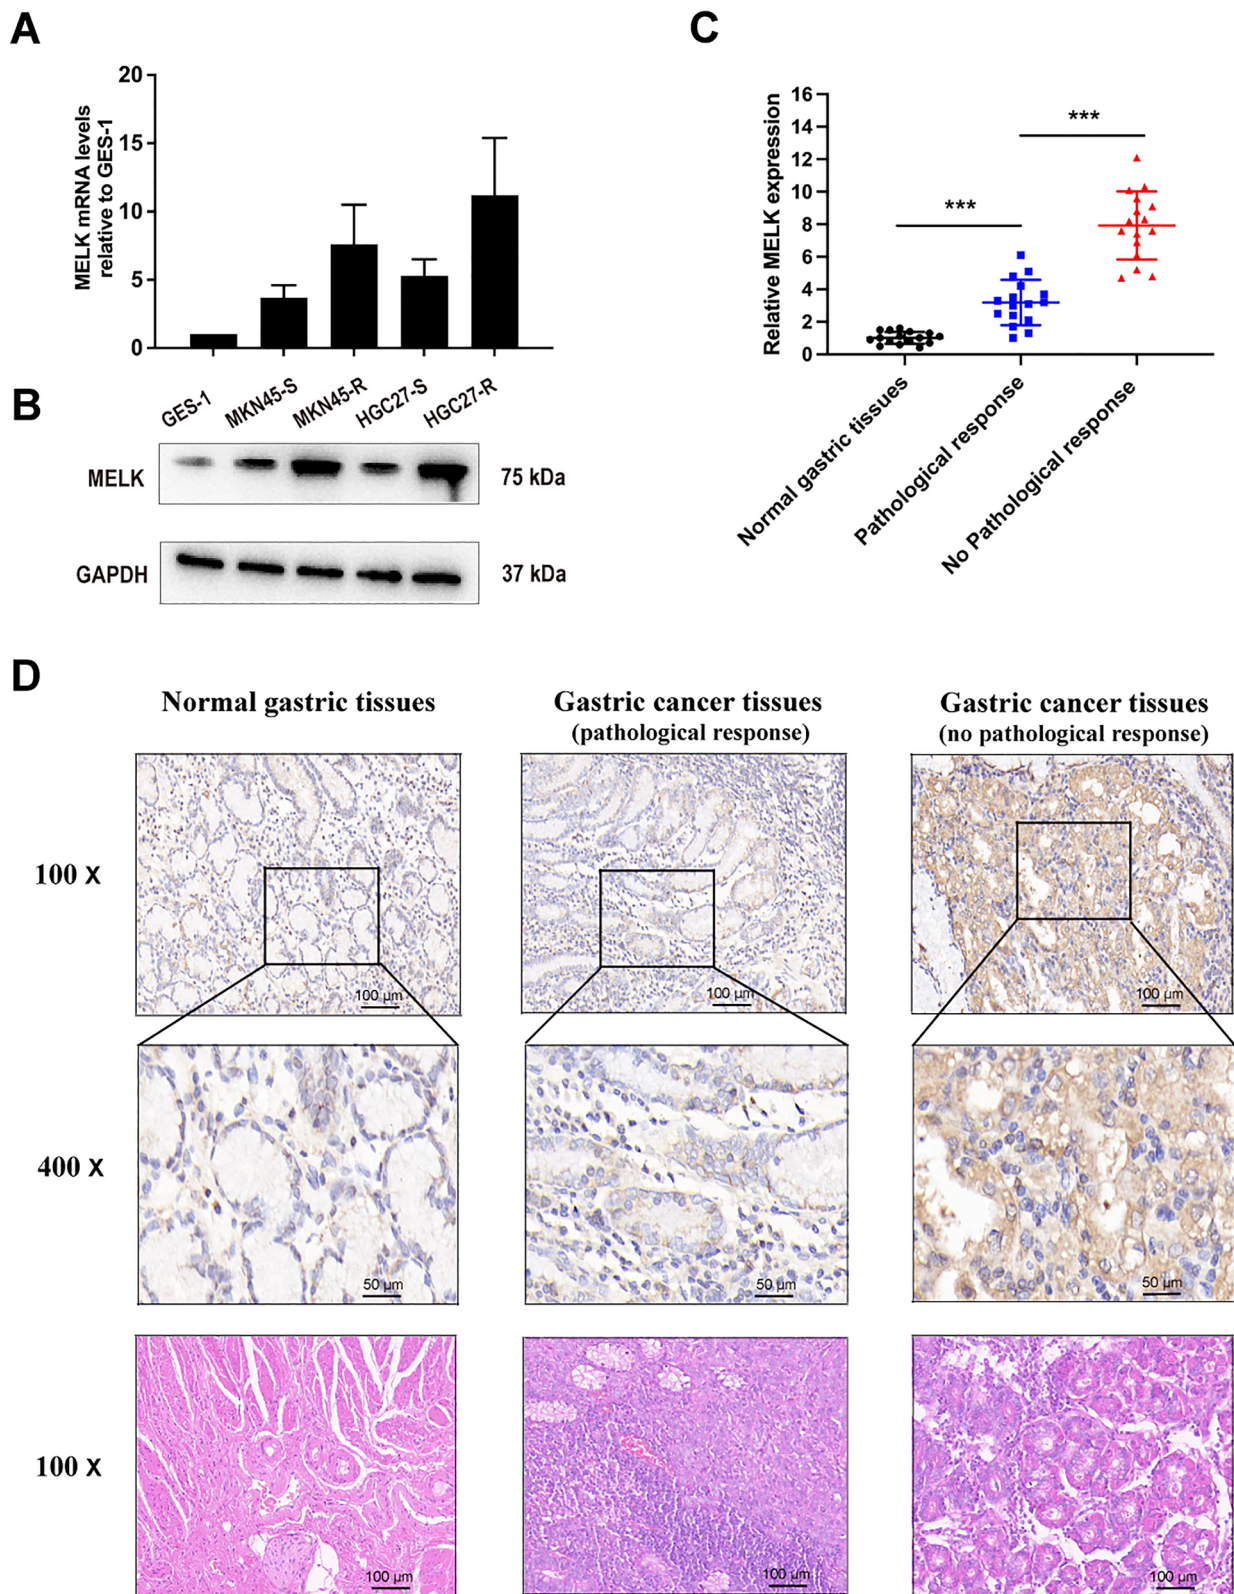 A
MELK mRNA levels
relative to GES-1
20
15
10
5
0
GES-1
MKN45-S
MKN45-R
HGC27-S
HGC27-R
B
MELK
75 kDa
GAPDH
37 kDa
C
Relative MELK expression
16
14
12
10
8
6
4
2
0
***
***
Normal gastric tissues
Pathological response
No Pathological response
D
Normal gastric tissues
Gastric cancer tissues
(pathological response)
Gastric cancer tissues
(no pathological response)
100 X
100 µm
100 µm
100 µm
400 X
50 µm
50 µm
50 µm
100 X
100 µm
100 µm
100 µm